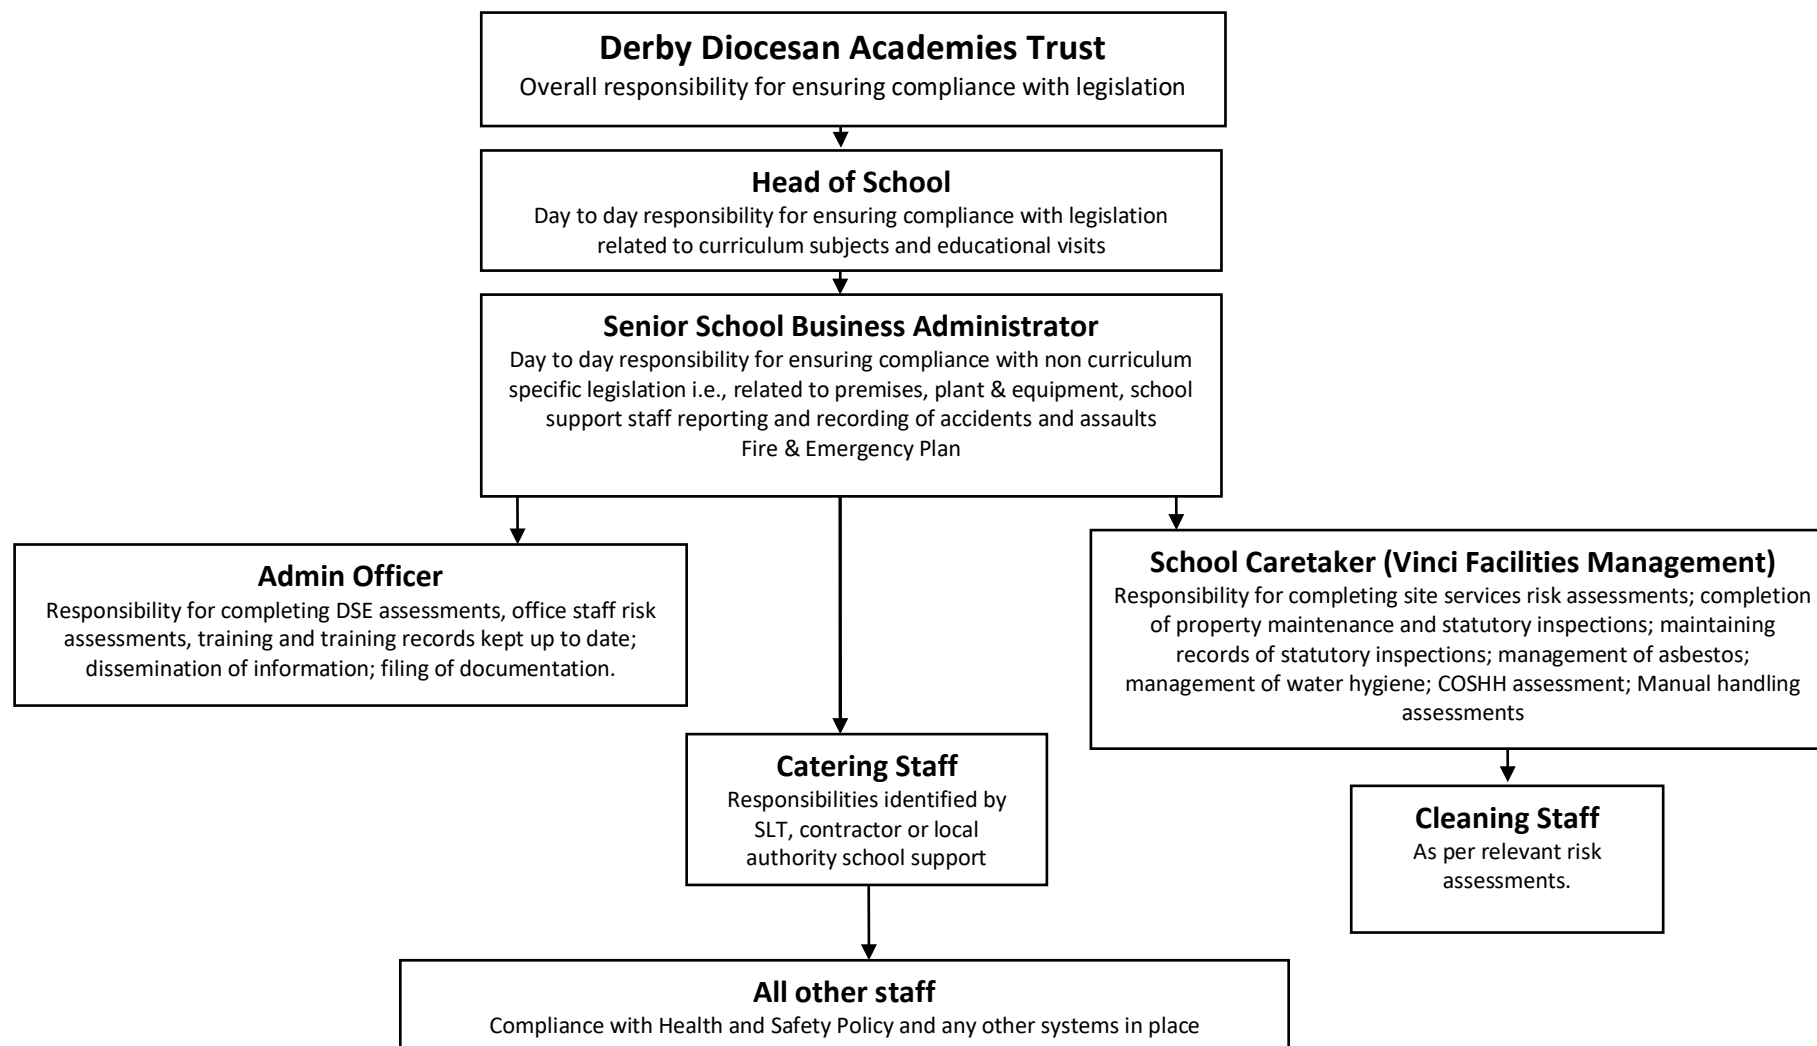 Derby Diocesan Academies Trust
Overall responsibility for ensuring compliance with legislation
Head of School
Day to day responsibility for ensuring compliance with legislation
related to curriculum subjects and educational visits
Senior School Business Administrator
Day to day responsibility for ensuring compliance with non curriculum
specific legislation i.e., related to premises, plant & equipment, school
support staff reporting and recording of accidents and assaults
Fire & Emergency Plan
Admin Officer
Responsibility for completing DSE assessments, office staff risk
assessments, training and training records kept up to date;
dissemination of information; filing of documentation.
School Caretaker (Vinci Facilities Management)
Responsibility for completing site services risk assessments; completion
of property maintenance and statutory inspections; maintaining
records of statutory inspections; management of asbestos;
management of water hygiene; COSHH assessment; Manual handling
assessments
Catering Staff
Responsibilities identified by
SLT, contractor or local
authority school support
Cleaning Staff
As per relevant risk
assessments.
All other staff
Compliance with Health and Safety Policy and any other systems in place